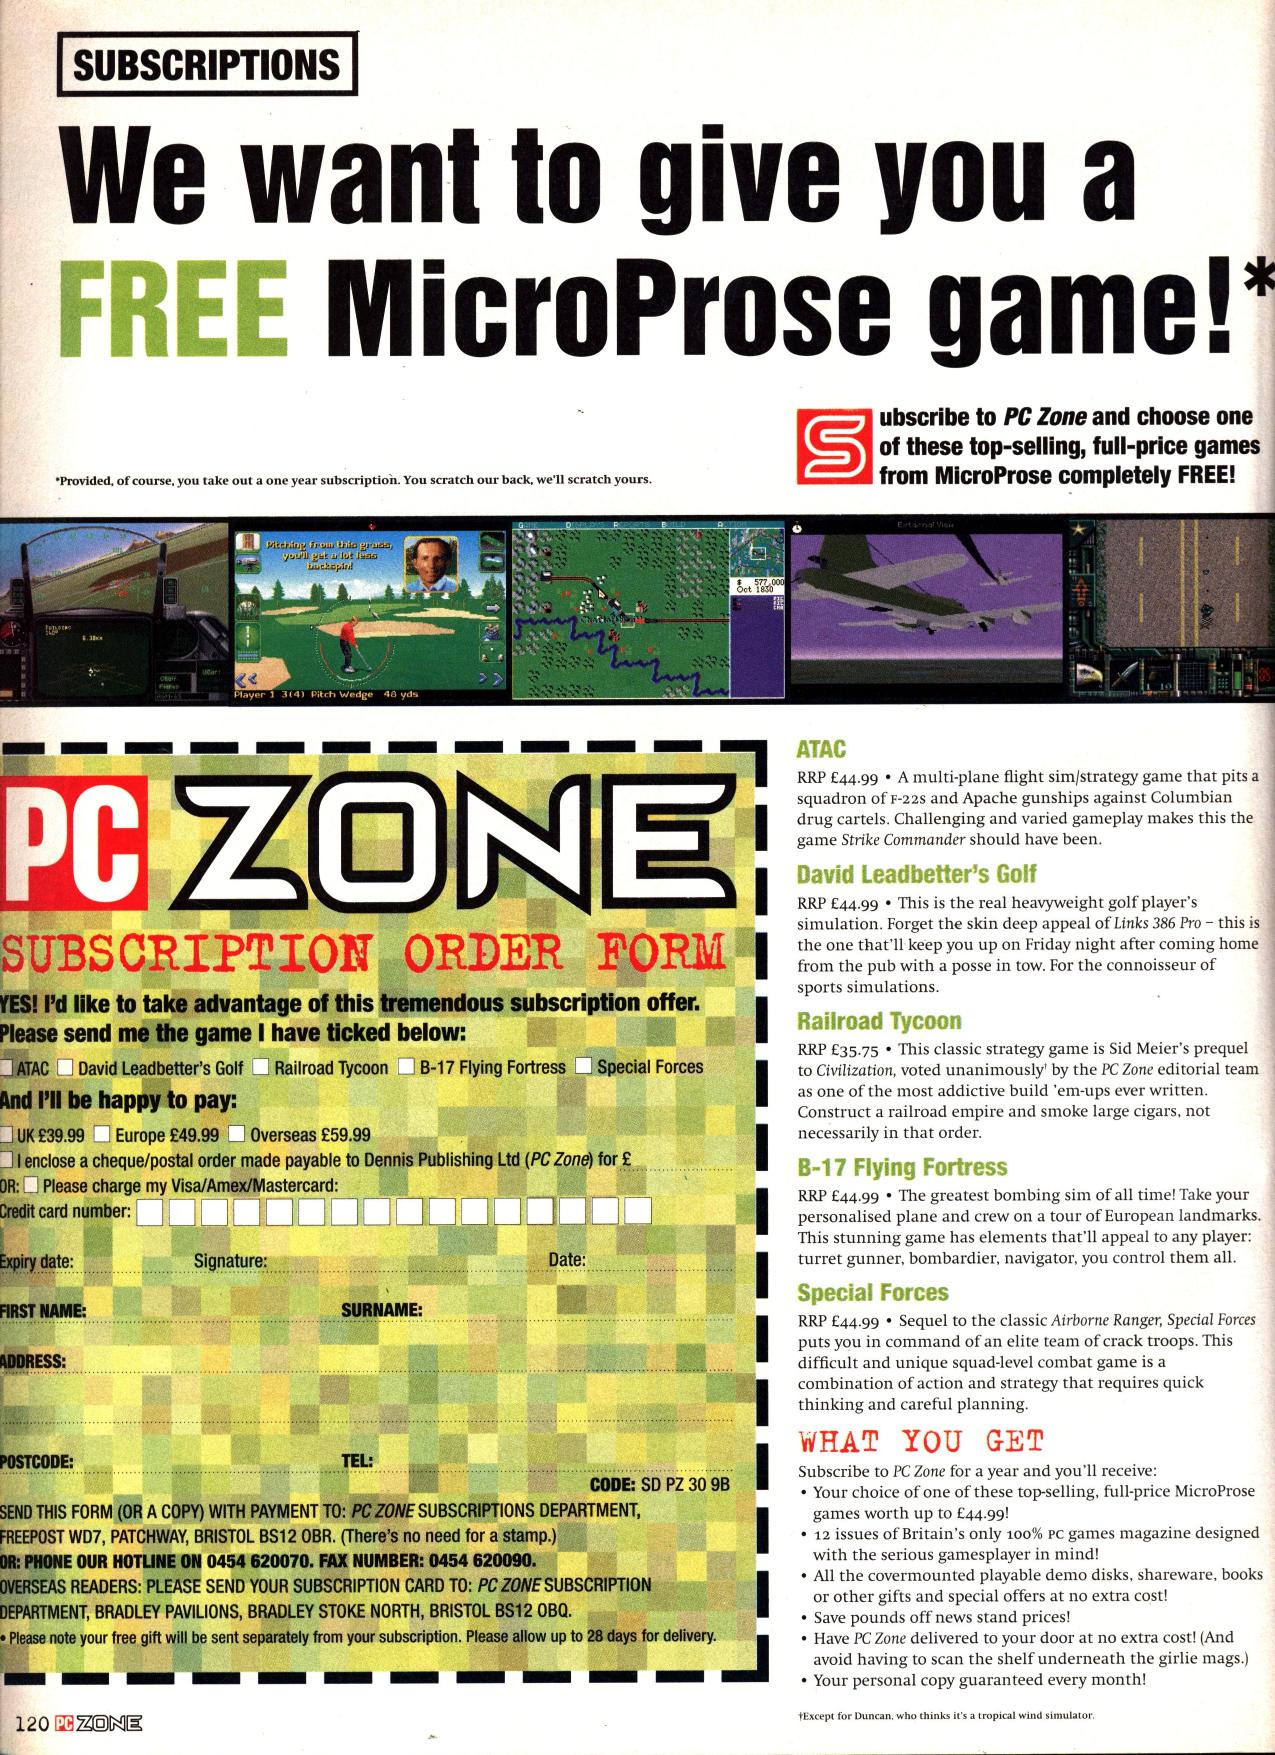 SUBSCRIPTIONS
We want to give you a
FREE MicroProse game!*
*Provided, of course, you take out a one year subscription. You scratch our back, we'll scratch yours.
Subscribe to PC Zone and choose one
of these top-selling, full-price games
from MicroProse completely FREE!
Pitching from this grass,
you'll get a lot less
backspin!
Player 1 3(4) Pitch Wedge 48 yds
$ 577,000
Oct 1830
External View
PC ZONE
SUBSCRIPTION ORDER FORM
YES! I'd like to take advantage of this tremendous subscription offer.
Please send me the game I have ticked below:
ATAC David Leadbetter's Golf Railroad Tycoon B-17 Flying Fortress Special Forces
And I'll be happy to pay:
UK £39.99 Europe £49.99 Overseas £59.99
I enclose a cheque/postal order made payable to Dennis Publishing Ltd (PC Zone) for £
OR: Please charge my Visa/Amex/Mastercard:
Credit card number:
Expiry date: Signature: Date:
FIRST NAME: SURNAME:
ADDRESS:
POSTCODE: TEL:
CODE: SD PZ 30 9B
SEND THIS FORM (OR A COPY) WITH PAYMENT TO: PC ZONE SUBSCRIPTIONS DEPARTMENT,
FREEPOST WD7, PATCHWAY, BRISTOL BS12 0BR. (There's no need for a stamp.)
OR: PHONE OUR HOTLINE ON 0454 620070. FAX NUMBER: 0454 620090.
OVERSEAS READERS: PLEASE SEND YOUR SUBSCRIPTION CARD TO: PC ZONE SUBSCRIPTION
DEPARTMENT, BRADLEY PAVILIONS, BRADLEY STOKE NORTH, BRISTOL BS12 0BQ.
• Please note your free gift will be sent separately from your subscription. Please allow up to 28 days for delivery.
ATAC
RRP £44.99 • A multi-plane flight sim/strategy game that pits a
squadron of F-22s and Apache gunships against Columbian
drug cartels. Challenging and varied gameplay makes this the
game Strike Commander should have been.
David Leadbetter's Golf
RRP £44.99 • This is the real heavyweight golf player's
simulation. Forget the skin deep appeal of Links 386 Pro – this is
the one that'll keep you up on Friday night after coming home
from the pub with a posse in tow. For the connoisseur of
sports simulations.
Railroad Tycoon
RRP £35.75 • This classic strategy game is Sid Meier's prequel
to Civilization, voted unanimously† by the PC Zone editorial team
as one of the most addictive build 'em-ups ever written.
Construct a railroad empire and smoke large cigars, not
necessarily in that order.
B-17 Flying Fortress
RRP £44.99 • The greatest bombing sim of all time! Take your
personalised plane and crew on a tour of European landmarks.
This stunning game has elements that'll appeal to any player:
turret gunner, bombardier, navigator, you control them all.
Special Forces
RRP £44.99 • Sequel to the classic Airborne Ranger, Special Forces
puts you in command of an elite team of crack troops. This
difficult and unique squad-level combat game is a
combination of action and strategy that requires quick
thinking and careful planning.
WHAT YOU GET
Subscribe to PC Zone for a year and you'll receive:
• Your choice of one of these top-selling, full-price MicroProse
games worth up to £44.99!
• 12 issues of Britain's only 100% PC games magazine designed
with the serious gamesplayer in mind!
• All the covermounted playable demo disks, shareware, books
or other gifts and special offers at no extra cost!
• Save pounds off news stand prices!
• Have PC Zone delivered to your door at no extra cost! (And
avoid having to scan the shelf underneath the girlie mags.)
• Your personal copy guaranteed every month!
†Except for Duncan, who thinks it's a tropical wind simulator.
120 PC ZONE